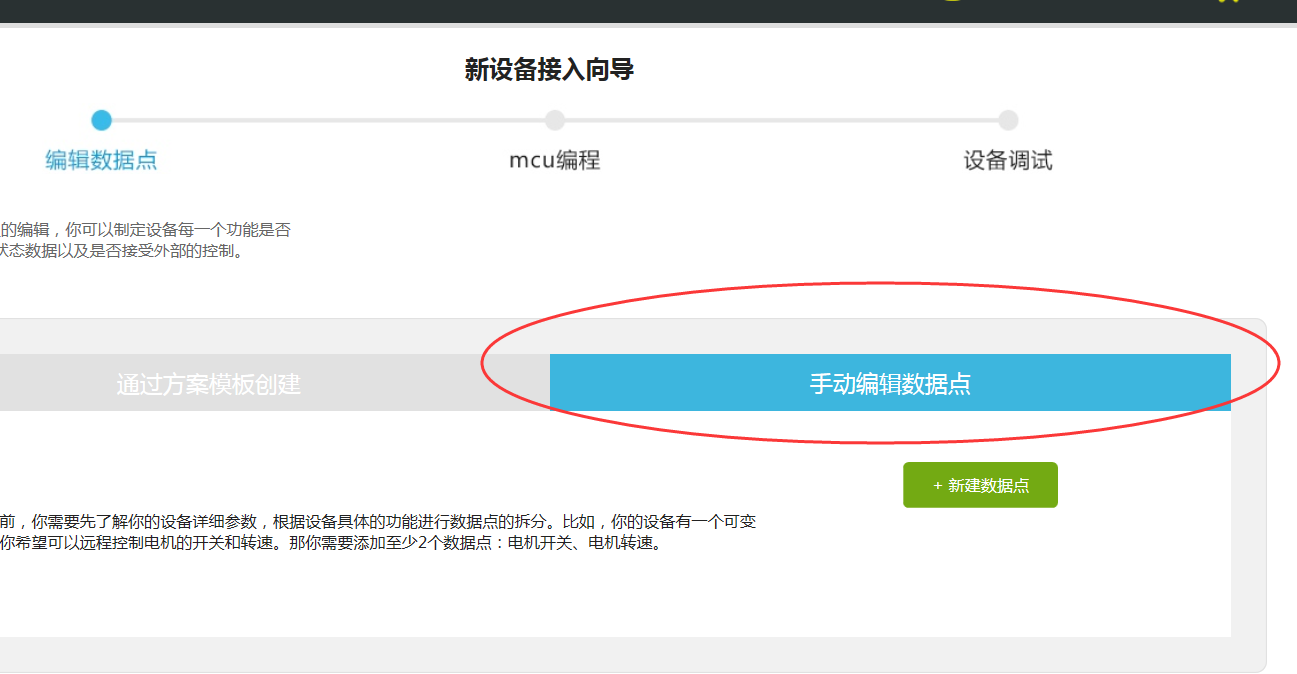 新设备接入向导
编辑数据点
mcu编程
设备调试
的编辑，你可以制定设备每一个功能是否
状态数据以及是否接受外部的控制。
通过方案模板创建
手动编辑数据点
+ 新建数据点
前，你需要先了解你的设备详细参数，根据设备具体的功能进行数据点的拆分。比如，你的设备有一个可变
你希望可以远程控制电机的开关和转速。那你需要添加至少2个数据点：电机开关、电机转速。